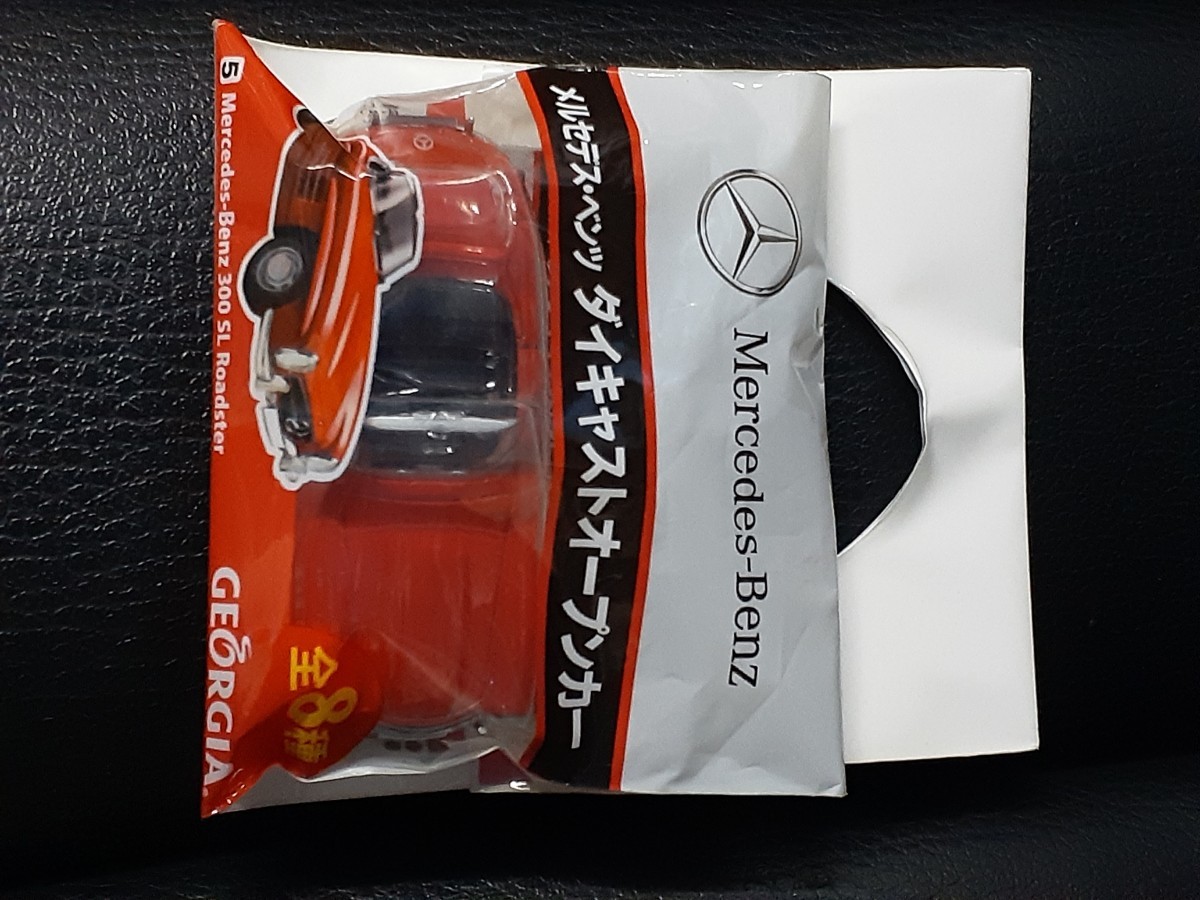 Mercedes-Benz
メルセデス・ベンツ ダイキャストオープンカー
全8種
5 Mercedes-Benz 300 SL Roadster
GEORGIA